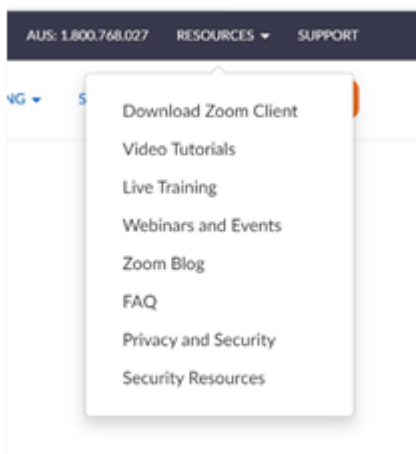 AUS: 1.800.768.027 RESOURCES SUPPORT
NG S
Download Zoom Client
Video Tutorials
Live Training
Webinars and Events
Zoom Blog
FAQ
Privacy and Security
Security Resources